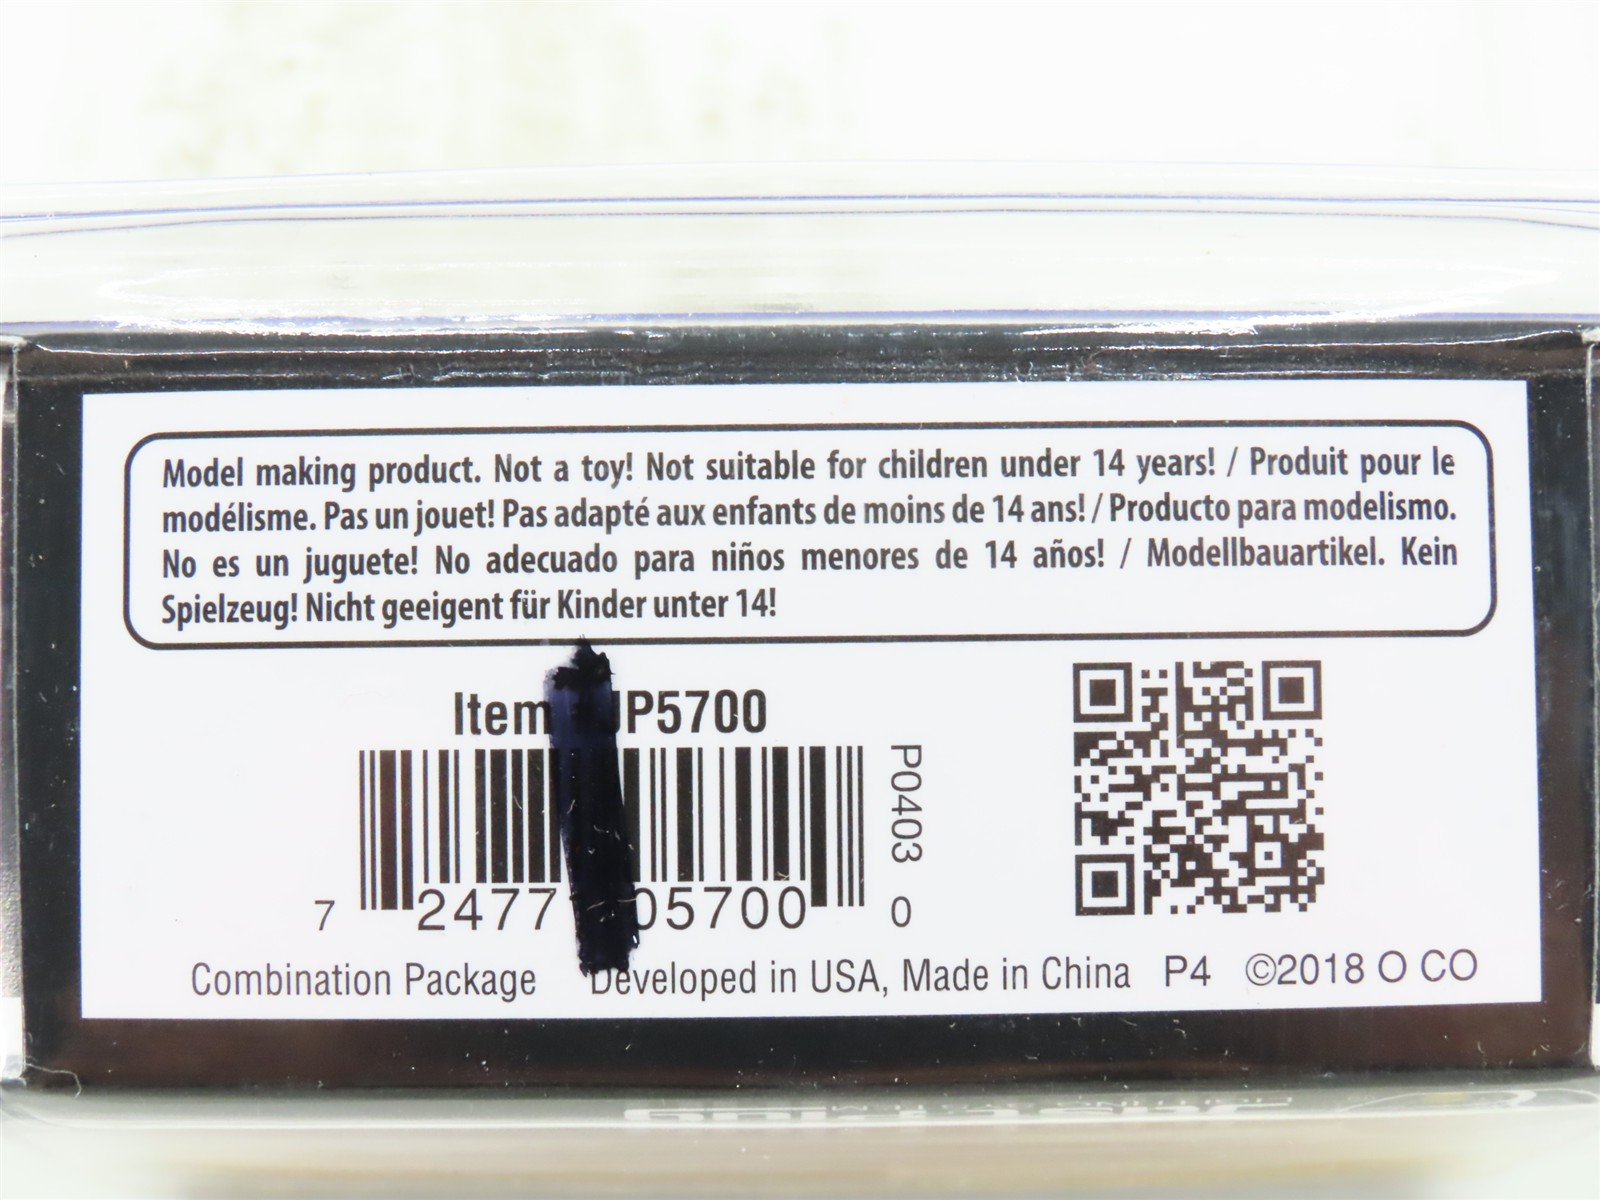 Model making product. Not a toy! Not suitable for children under 14 years! / Produit pour le
modélisme. Pas un jouet! Pas adapté aux enfants de moins de 14 ans! / Producto para modelismo.
No es un juguete! No adecuado para niños menores de 14 años! / Modellbauartikel. Kein
Spielzeug! Nicht geeigent für Kinder unter 14!
Item P5700
P0403
7 2477 05700 0
Combination Package Developed in USA, Made in China P4 ©2018 O CO